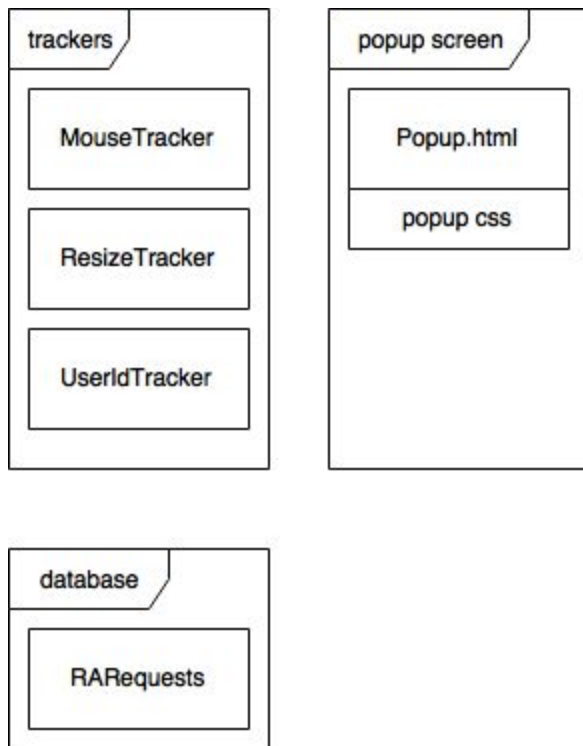 trackers
MouseTracker
ResizeTracker
UserIdTracker
popup screen
Popup.html
popup css
database
RARequests